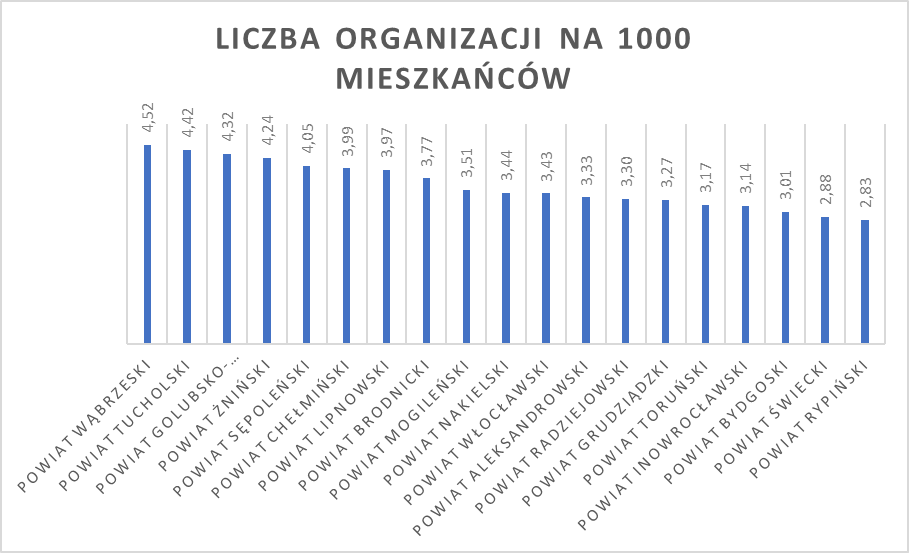 LICZBA ORGANIZACJI NA 1000
MIESZKAŃCÓW
4,52
4,42
4,32
4,24
4,05
3,99
3,97
3,77
3,51
3,44
3,43
3,33
3,30
3,27
3,17
3,14
3,01
2,88
2,83
POWIAT WĄBRZESKI
POWIAT TUCHOLSKI
POWIAT GOLUBSKO-…
POWIAT ŻNIŃSKI
POWIAT SĘPOLEŃSKI
POWIAT CHEŁMIŃSKI
POWIAT LIPNOWSKI
POWIAT BRODNICKI
POWIAT MOGILEŃSKI
POWIAT NAKIELSKI
POWIAT WŁOCŁAWSKI
POWIAT ALEKSANDROWSKI
POWIAT RADZIEJOWSKI
POWIAT GRUDZIĄDZKI
POWIAT TORUŃSKI
POWIAT INOWROCŁAWSKI
POWIAT BYDGOSKI
POWIAT ŚWIECKI
POWIAT RYPIŃSKI